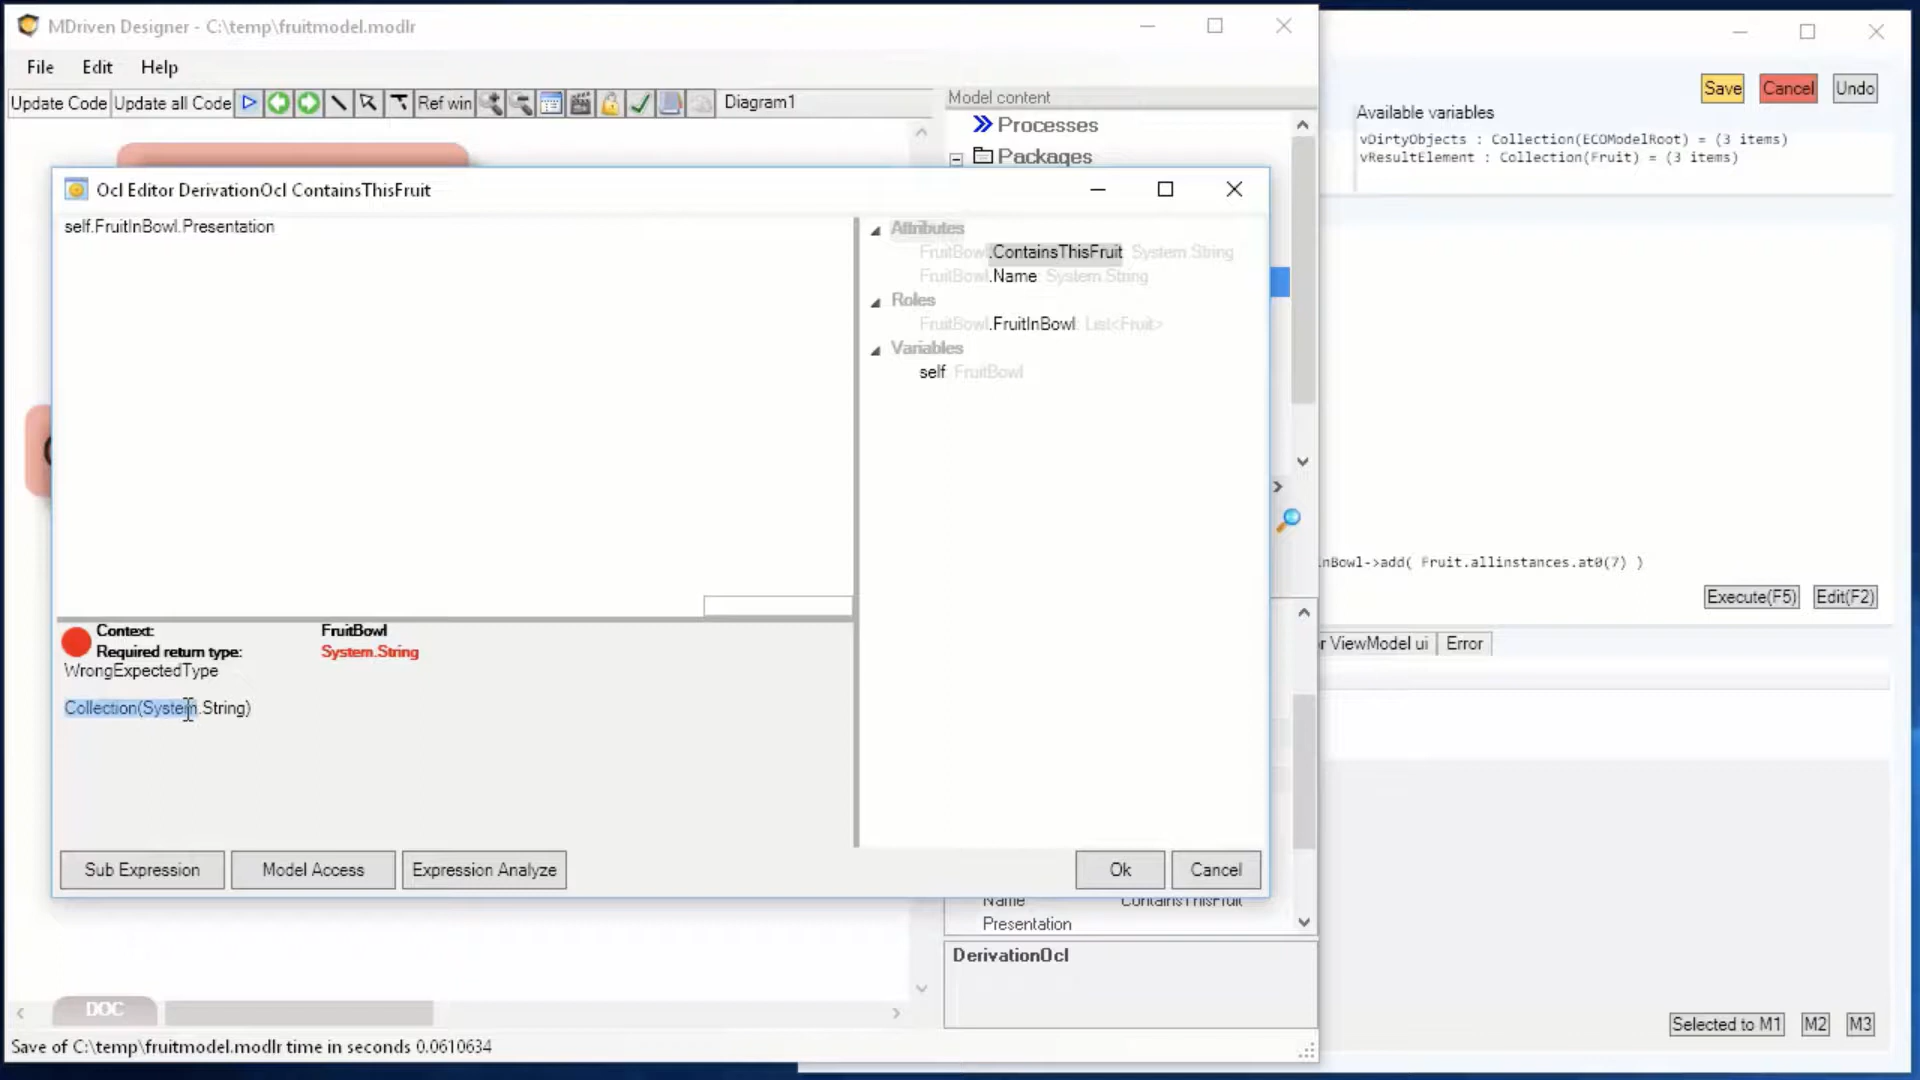 MDriven Designer - C:\temp\fruitmodel.modlr
File Edit Help
Update Code Update all Code Ref win Diagram1
Model content
Processes
Packages
Save Cancel Undo
Available variables
vDirtyObjects : Collection(ECOModelRoot) = (3 items)
vResultElement : Collection(Fruit) = (3 items)
Ocl Editor DerivationOcl ContainsThisFruit
self.FruitInBowl.Presentation
Attributes
FruitBowl.ContainsThisFruit System.String
FruitBowl.Name System.String
Roles
FruitBowl.FruitInBowl: List<Fruit>
Variables
self FruitBowl
nBowl->add( Fruit.allinstances.at0(7) )
Execute(F5) Edit(F2)
r ViewModel ui Error
Context: FruitBowl
Required return type: System.String
WrongExpectedType
Collection(System.String)
Sub Expression Model Access Expression Analyze Ok Cancel
Name ContainsThisFruit
Presentation
DerivationOcl
DOC
Selected to M1 M2 M3
Save of C:\temp\fruitmodel.modlr time in seconds 0.0610634